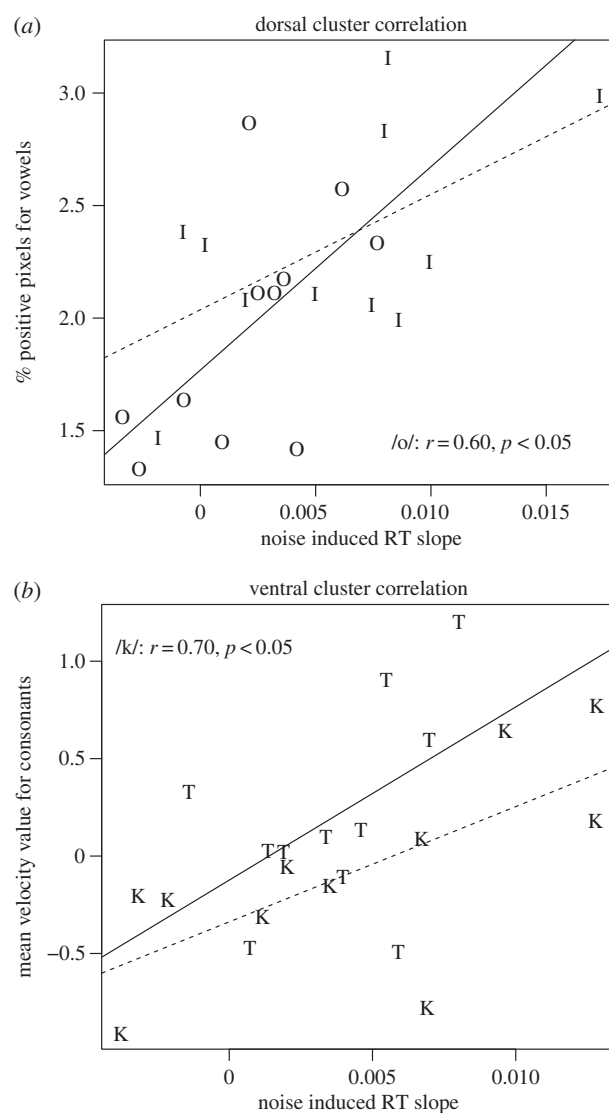 (a) dorsal cluster correlation
% positive pixels for vowels
3.0
2.5
2.0
1.5
I
I
I
O
O
I
O
I
I
O
O O
I
I
I
I
O
O
I
O
O
O
/o/: r = 0.60, p < 0.05
0 0.005 0.010 0.015
noise induced RT slope
(b) ventral cluster correlation
mean velocity value for consonants
1.0
0.5
0
−0.5
/k/: r = 0.70, p < 0.05
T
T
K
T
K
T
K
T
T
K
T T
K
T
K
K
K
K
T
T
K
K
0 0.005 0.010
noise induced RT slope